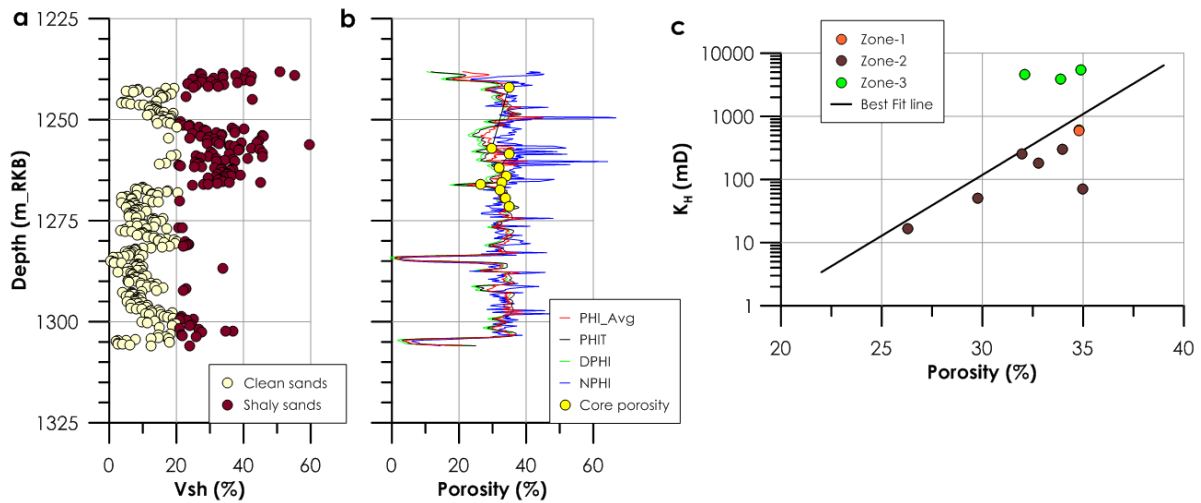 a
1225
1250
1275
1300
1325
Depth (m_RKB)
0 20 40 60
Vsh (%)
Clean sands
Shaly sands
b
0 20 40 60
Porosity (%)
PHI_Avg
PHIT
DPHI
NPHI
Core porosity
c
Zone-1
Zone-2
Zone-3
Best Fit line
10000
1000
100
10
1
K_H (mD)
20 25 30 35 40
Porosity (%)